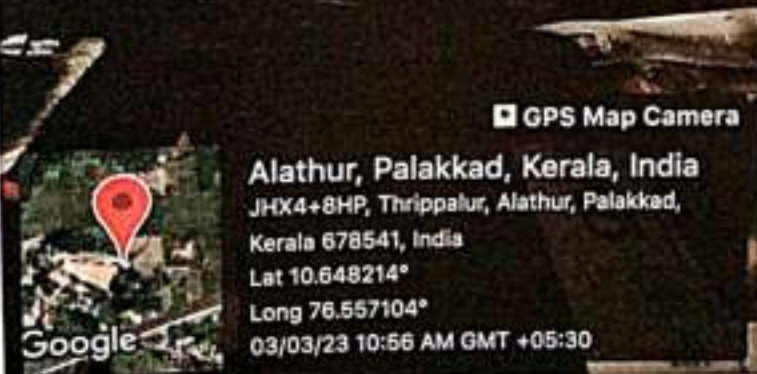 GPS Map Camera
Alathur, Palakkad, Kerala, India
JHX4+8HP, Thrippalur, Alathur, Palakkad,
Kerala 678541, India
Lat 10.648214°
Long 76.557104°
03/03/23 10:56 AM GMT +05:30
Google